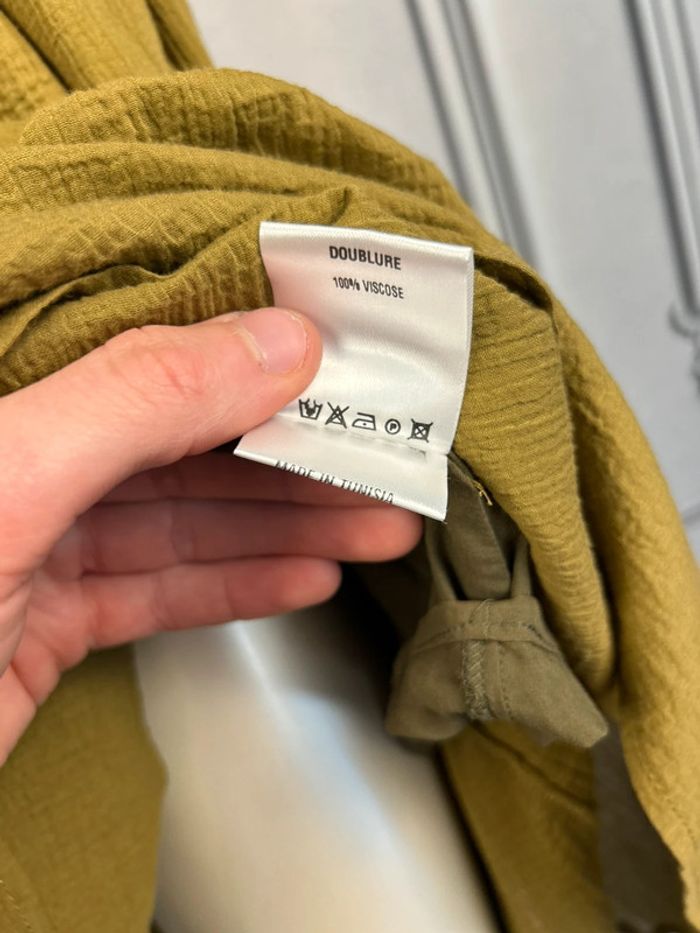 DOUBLURE
100% VISCOSE
P
MADE IN TUNISIA